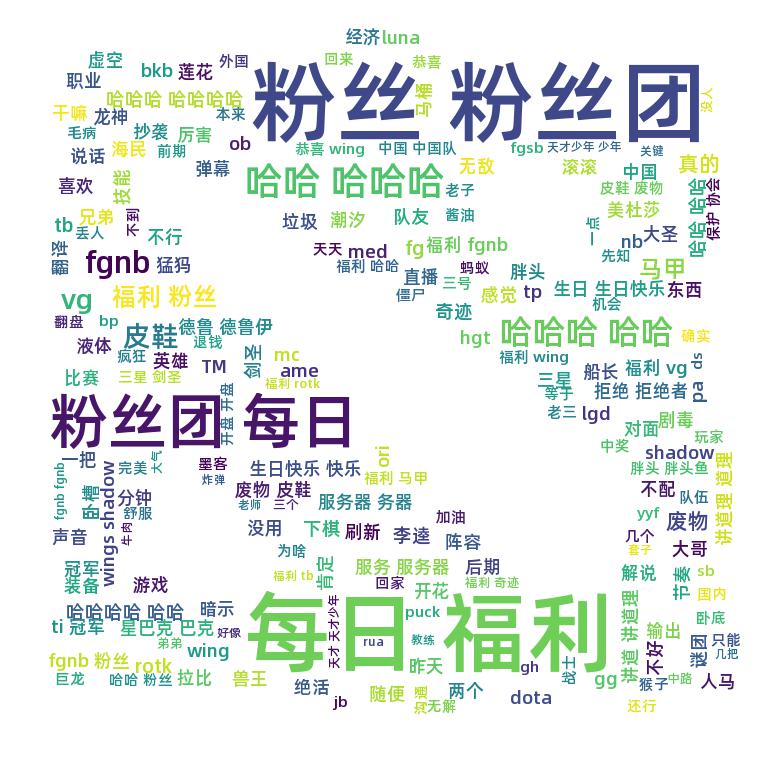 经济 luna
虚空
bkb 莲花 外国
回来 恭喜
职业
粉丝 粉丝团
马桶
没人
哈哈哈 哈哈哈哈
干嘛 龙神
本来
毛病 抄袭 厉害
ob
恭喜 wing
中国 中国队
fgsb
天才少年 少年
关键
说话 海民 前期
弹幕
无敌
滚滚
中国
真的
喜欢
技能
哈哈 哈哈哈
老子
皮鞋 废物
哈哈 哈哈
保护 协会
兄弟
不到
垃圾 潮汐 队友 酱油
美杜莎
一点
tb 丢人
不行
天天 med fg 福利 fgnb
nb 大圣
翻译
fgnb
猛犸
福利 哈哈
直播 蚂蚁
胖头
先知
马甲
vg
福利 粉丝
僵尸
三号
感觉 tp
生日 生日快乐 东西
机会
翻盘 bp
皮鞋
德鲁 德鲁伊
退钱
奇迹
hgt
哈哈哈 哈哈
确实
液体 疯狂 英雄 TM
剑圣
mc
ame
福利 wing
船长 福利 vg
ds
比赛
三星 剑圣
福利 rotk
三星
等于
拒绝 拒绝者
pa
粉丝团 每日
开盘 开盘
老三 lgd
对面 剧毒
玩家
中奖
shadow
一把 完美 大气
墨客
生日快乐 快乐
ori
福利 马甲
胖头 胖头鱼
讲道理 道理
fgnb fgnb
卧槽
wings shadow
分钟
炸弹
废物 皮鞋
服务器 务器
不配 队伍
舒服
牛肉
老师 三个
没用 下棋 刷新 李逵 加油
yyf
废物
声音
为啥
阵容
几个 套子 大哥
冠军
装备
游戏
福利 tb
肯定
服务 服务器
后期
解说
节奏
sb
回家 开花
福利 奇迹
讲道 讲道理
国内
哈哈哈哈 哈哈 暗示
每日 福利
天才 天才少年
puck
卧底
ti 冠军 星巴克 巴克 好像
rua
教练
输出
不好
谜团
只能
弟弟 wing
几把
fgnb 粉丝 rotk
昨天 gh
战士
猴子 中路
巨龙
哈哈 粉丝
拉比 兽王
绝活
随便
沟通
两个
gg
人马
jb
无解
dota
还行